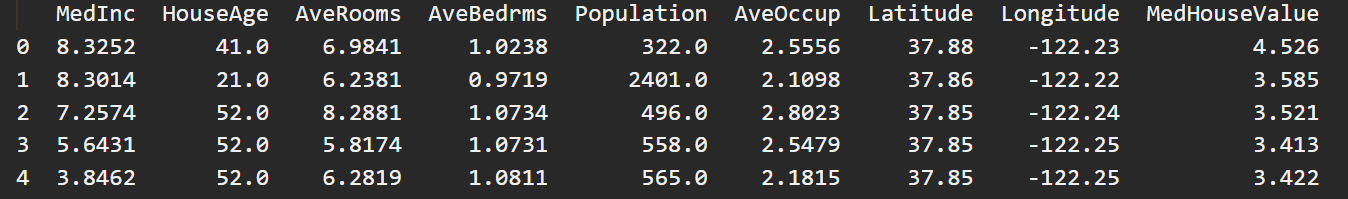 MedInc HouseAge AveRooms AveBedrms Population AveOccup Latitude Longitude MedHouseValue
0 8.3252 41.0 6.9841 1.0238 322.0 2.5556 37.88 -122.23 4.526
1 8.3014 21.0 6.2381 0.9719 2401.0 2.1098 37.86 -122.22 3.585
2 7.2574 52.0 8.2881 1.0734 496.0 2.8023 37.85 -122.24 3.521
3 5.6431 52.0 5.8174 1.0731 558.0 2.5479 37.85 -122.25 3.413
4 3.8462 52.0 6.2819 1.0811 565.0 2.1815 37.85 -122.25 3.422